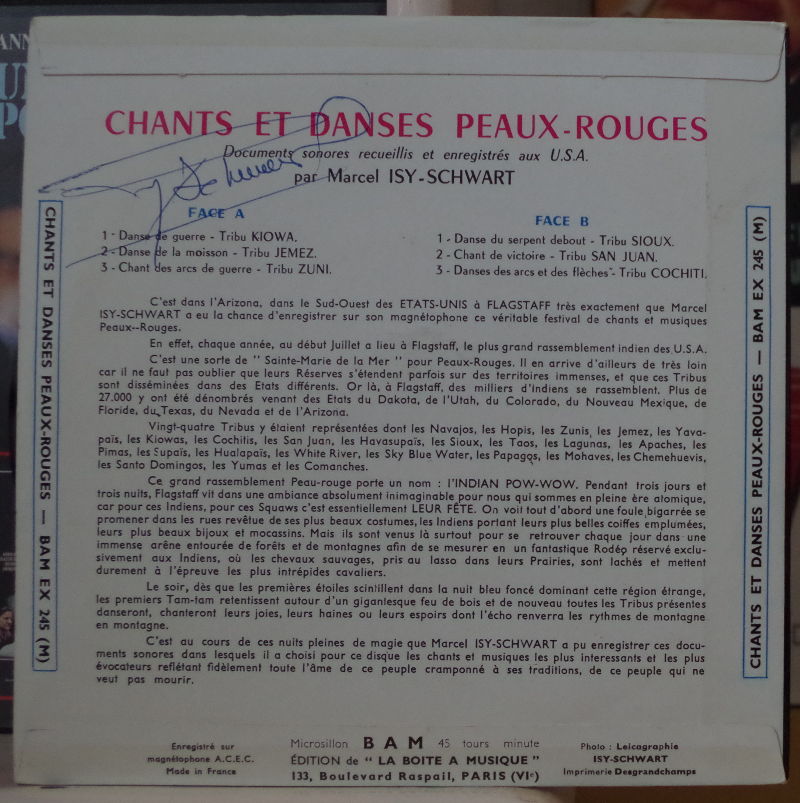 CHANTS ET DANSES PEAUX-ROUGES
Documents sonores recueillis et enregistrés aux U.S.A.
par Marcel ISY-SCHWART
FACE A
1 - Danse de guerre - Tribu KIOWA.
2 - Danse de la moisson - Tribu JEMEZ.
3 - Chant des arcs de guerre - Tribu ZUNI.
FACE B
1 - Danse du serpent debout - Tribu SIOUX.
2 - Chant de victoire - Tribu SAN JUAN.
3 - Danses des arcs et des flèches - Tribu COCHITI.
C'est dans l'Arizona, dans le Sud-Ouest des ETATS-UNIS à FLAGSTAFF très exactement que Marcel
ISY-SCHWART a eu la chance d'enregistrer sur son magnétophone ce véritable festival de chants et musiques
Peaux--Rouges.
En effet, chaque année, au début Juillet a lieu à Flagstaff, le plus grand rassemblement indien des U.S.A.
C'est une sorte de " Sainte-Marie de la Mer " pour Peaux-Rouges. Il en arrive d'ailleurs de très loin
car il ne faut pas oublier que leurs Réserves s'étendent parfois sur des territoires immenses, et que ces Tribus
sont disséminées dans des Etats différents. Or là, à Flagstaff, des milliers d'Indiens se rassemblent. Plus de
27.000 y ont été dénombrés venant des Etats du Dakota, de l'Utah, du Colorado, du Nouveau Mexique, de
Floride, du Texas, du Nevada et de l'Arizona.
Vingt-quatre Tribus y étaient représentées dont les Navajos, les Hopis, les Zunis, les Jemez, les Yava-
païs, les Kiowas, les Cochitis, les San Juan, les Havasupaïs, les Sioux, les Taos, les Lagunas, les Apaches, les
Pimas, les Supaïs, les Hualapaïs, les White River, les Sky Blue Water, les Papagos, les Mohaves, les Chemehuevis,
les Santo Domingos, les Yumas et les Comanches.
Ce grand rassemblement Peau-rouge porte un nom : l'INDIAN POW-WOW. Pendant trois jours et
trois nuits, Flagstaff vit dans une ambiance absolument inimaginable pour nous qui sommes en pleine ère atomique,
car pour ces Indiens, pour ces Squaws c'est essentiellement LEUR FÊTE. On voit tout d'abord une foule bigarrée se
promener dans les rues revêtue de ses plus beaux costumes, les Indiens portant leurs plus belles coiffes emplumées,
leurs plus beaux bijoux et mocassins. Mais ils sont venus là surtout pour se retrouver chaque jour dans une
immense arêne entourée de forêts et de montagnes afin de se mesurer en un fantastique Rodéo réservé exclu-
sivement aux Indiens, où les chevaux sauvages, pris au lasso dans leurs Prairies, sont lachés et mettent
durement à l'épreuve les plus intrépides cavaliers.
Le soir, dès que les premières étoiles scintillent dans la nuit bleu foncé dominant cette région étrange,
les premiers Tam-tam retentissent autour d'un gigantesque feu de bois et de nouveau toutes les Tribus présentes
danseront, chanteront leurs joies, leurs haines ou leurs espoirs dont l'écho renverra les rythmes de montagne
en montagne.
C'est au cours de ces nuits pleines de magie que Marcel ISY-SCHWART a pu enregistrer ces docu-
ments sonores dans lesquels il a choisi pour ce disque les chants et musiques les plus interessants et les plus
évocateurs reflétant fidèlement toute l'âme de ce peuple cramponné à ses traditions, de ce peuple qui ne
veut pas mourir.
CHANTS ET DANSES PEAUX-ROUGES — BAM EX 245 (M)
CHANTS ET DANSES PEAUX-ROUGES — BAM EX 245 (M)
Enregistré sur
magnétophone A.C.E.C.
Made in France
Microsillon BAM 45 tours minute
ÉDITION de " LA BOITE A MUSIQUE "
133, Boulevard Raspail, PARIS (VIe)
Photo : Leicagraphie
ISY-SCHWART
Imprimerie Desgrandchamps